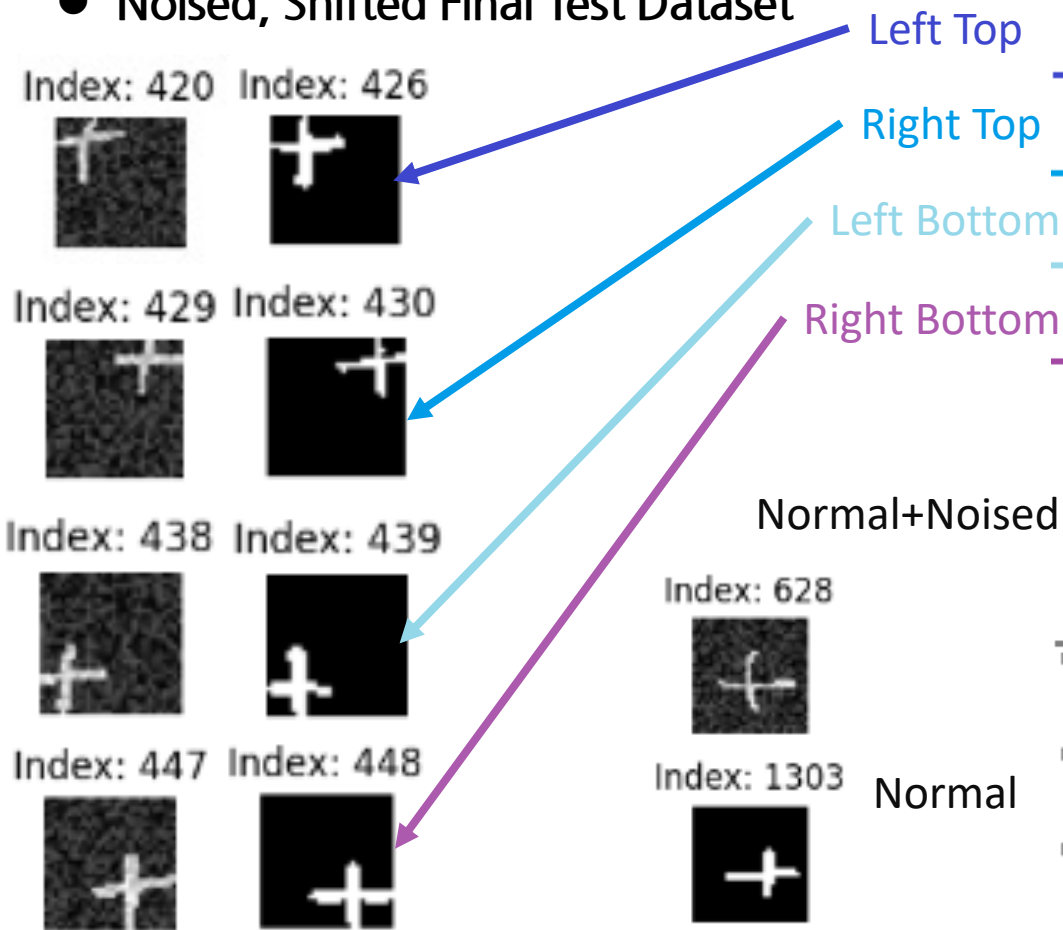 ● Noised, Shifted Final Test Dataset
Left Top
Index: 420 Index: 426
Right Top
Left Bottom
Index: 429 Index: 430
Right Bottom
Normal+Noised
Index: 438 Index: 439
Index: 628
Index: 447 Index: 448
Index: 1303
Normal